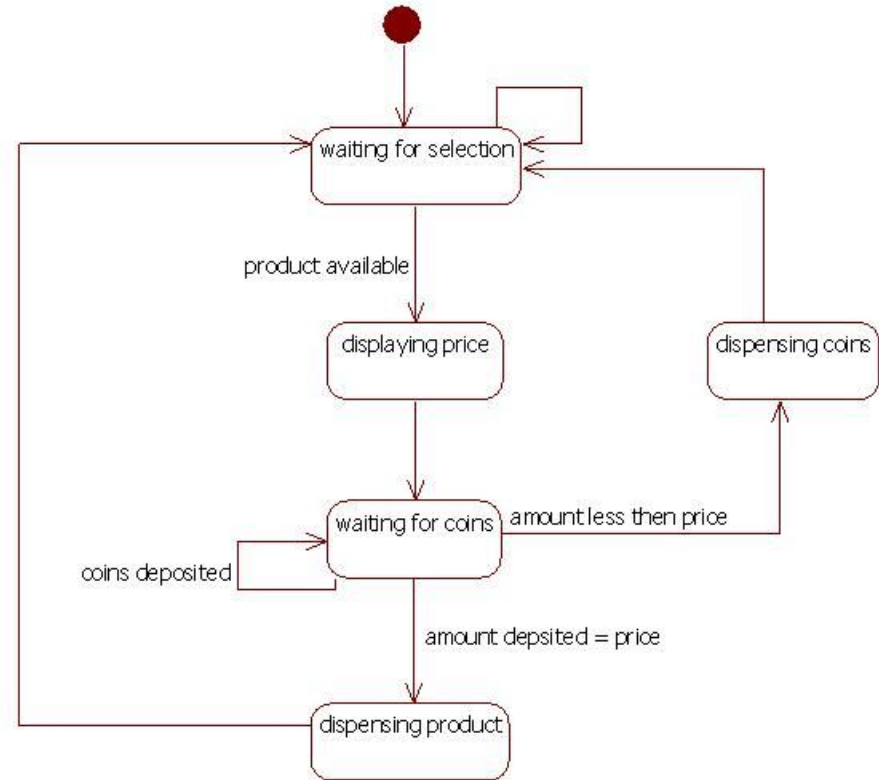 waiting for selection
product available
displaying price
dispensing coins
waiting for coins
amount less then price
coins deposited
amount depsited = price
dispensing product